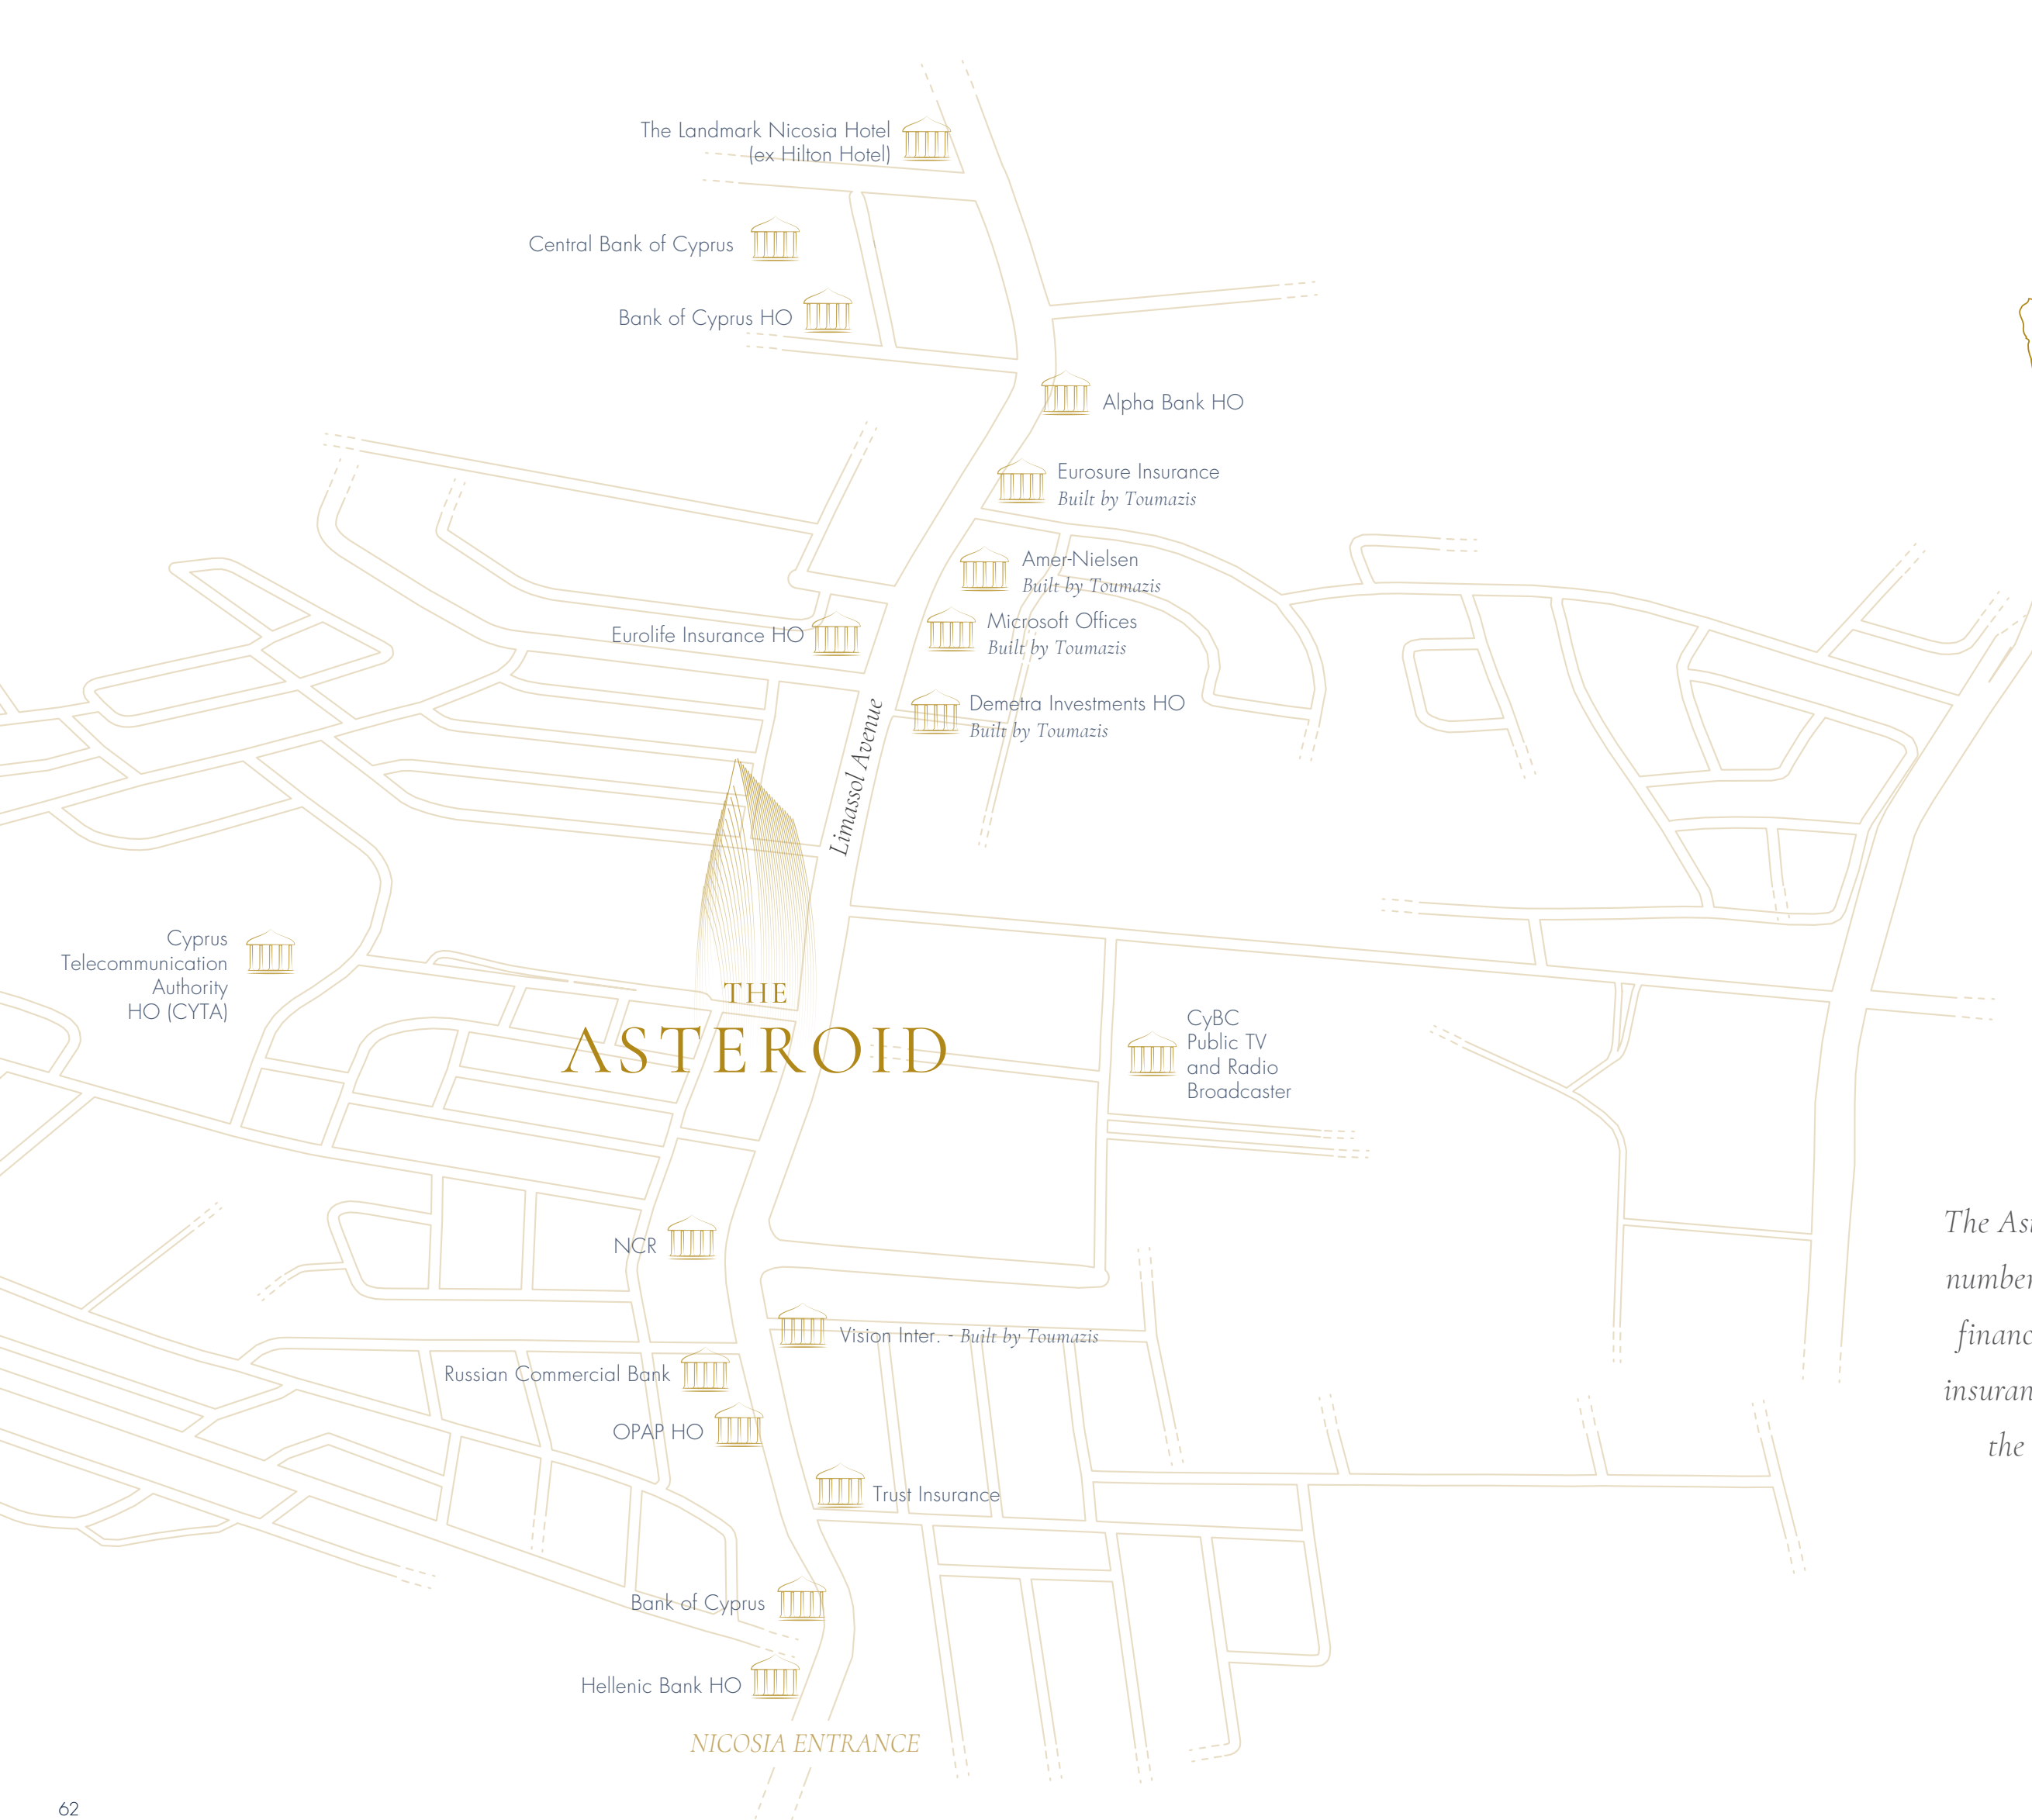 The Landmark Nicosia Hotel
(ex Hilton Hotel)
Central Bank of Cyprus
Bank of Cyprus HO
Alpha Bank HO
Eurosure Insurance
Built by Toumazis
Amer-Nielsen
Built by Toumazis
Eurolife Insurance HO
Microsoft Offices
Built by Toumazis
Demetra Investments HO
Built by Toumazis
Limassol Avenue
Cyprus
Telecommunication
Authority
HO (CYTA)
THE
ASTEROID
CyBC
Public TV
and Radio
Broadcaster
NCR
Vision Inter. - Built by Toumazis
Russian Commercial Bank
OPAP HO
Trust Insurance
Bank of Cyprus
Hellenic Bank HO
NICOSIA ENTRANCE
The
the
62